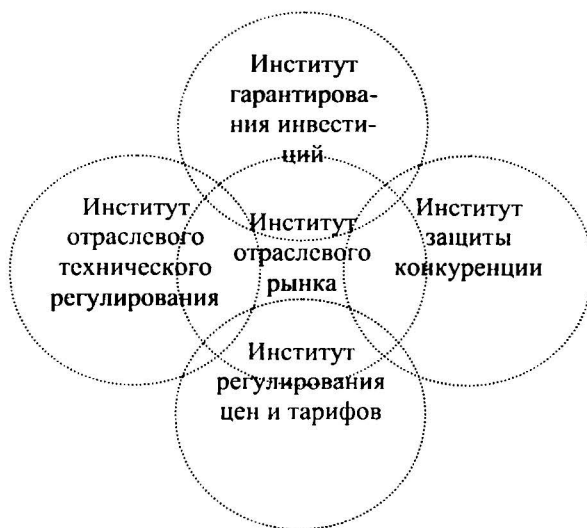 Институт
гарантирова-
ния инвести-
ций
Институт
отраслевого
технического
регулирования
Институт
отраслевого
рынка
Институт
защиты
конкуренции
Институт
регулирования
цен и тарифов